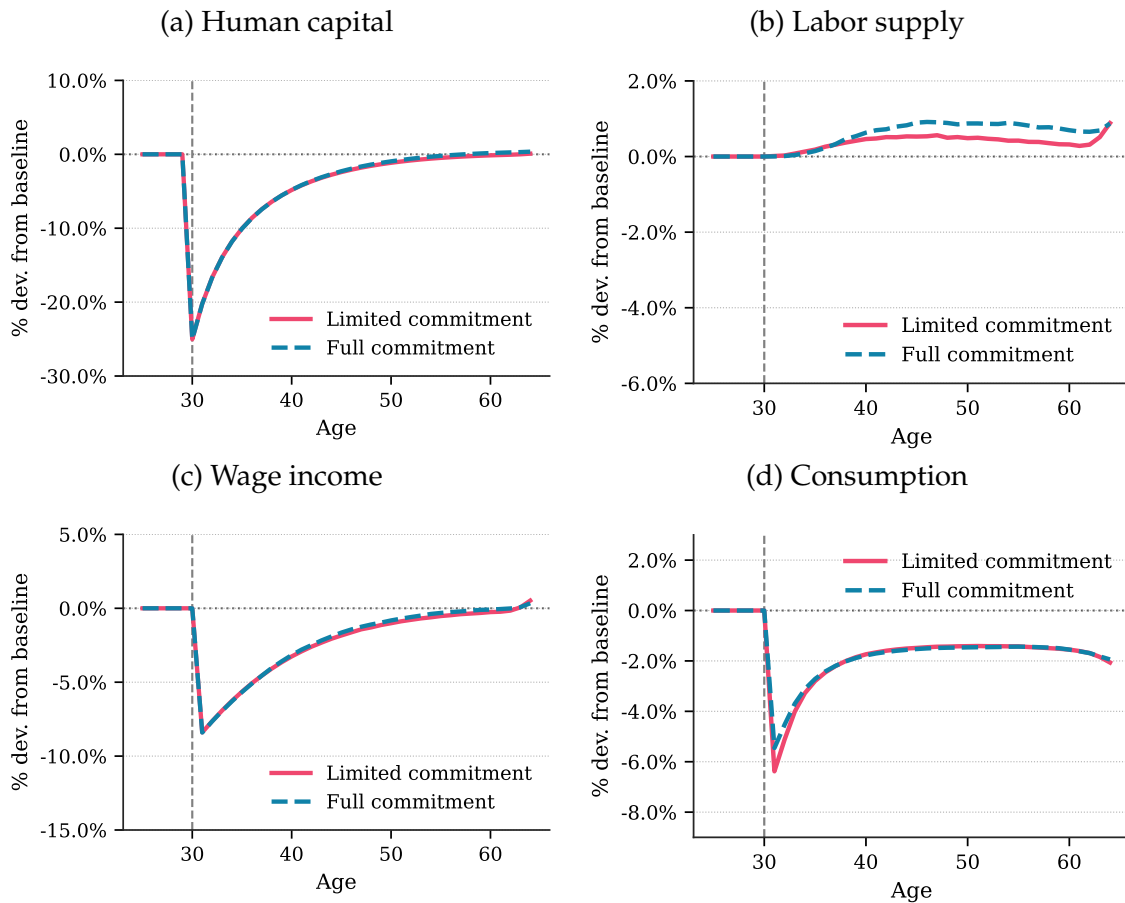 (a) Human capital
10.0%
0.0%
-10.0%
-20.0%
-30.0%
% dev. from baseline
Limited commitment
Full commitment
30 40 50 60
Age
(b) Labor supply
2.0%
0.0%
-2.0%
-4.0%
-6.0%
% dev. from baseline
Limited commitment
Full commitment
30 40 50 60
Age
(c) Wage income
5.0%
0.0%
-5.0%
-10.0%
-15.0%
% dev. from baseline
Limited commitment
Full commitment
30 40 50 60
Age
(d) Consumption
2.0%
0.0%
-2.0%
-4.0%
-6.0%
-8.0%
% dev. from baseline
Limited commitment
Full commitment
30 40 50 60
Age